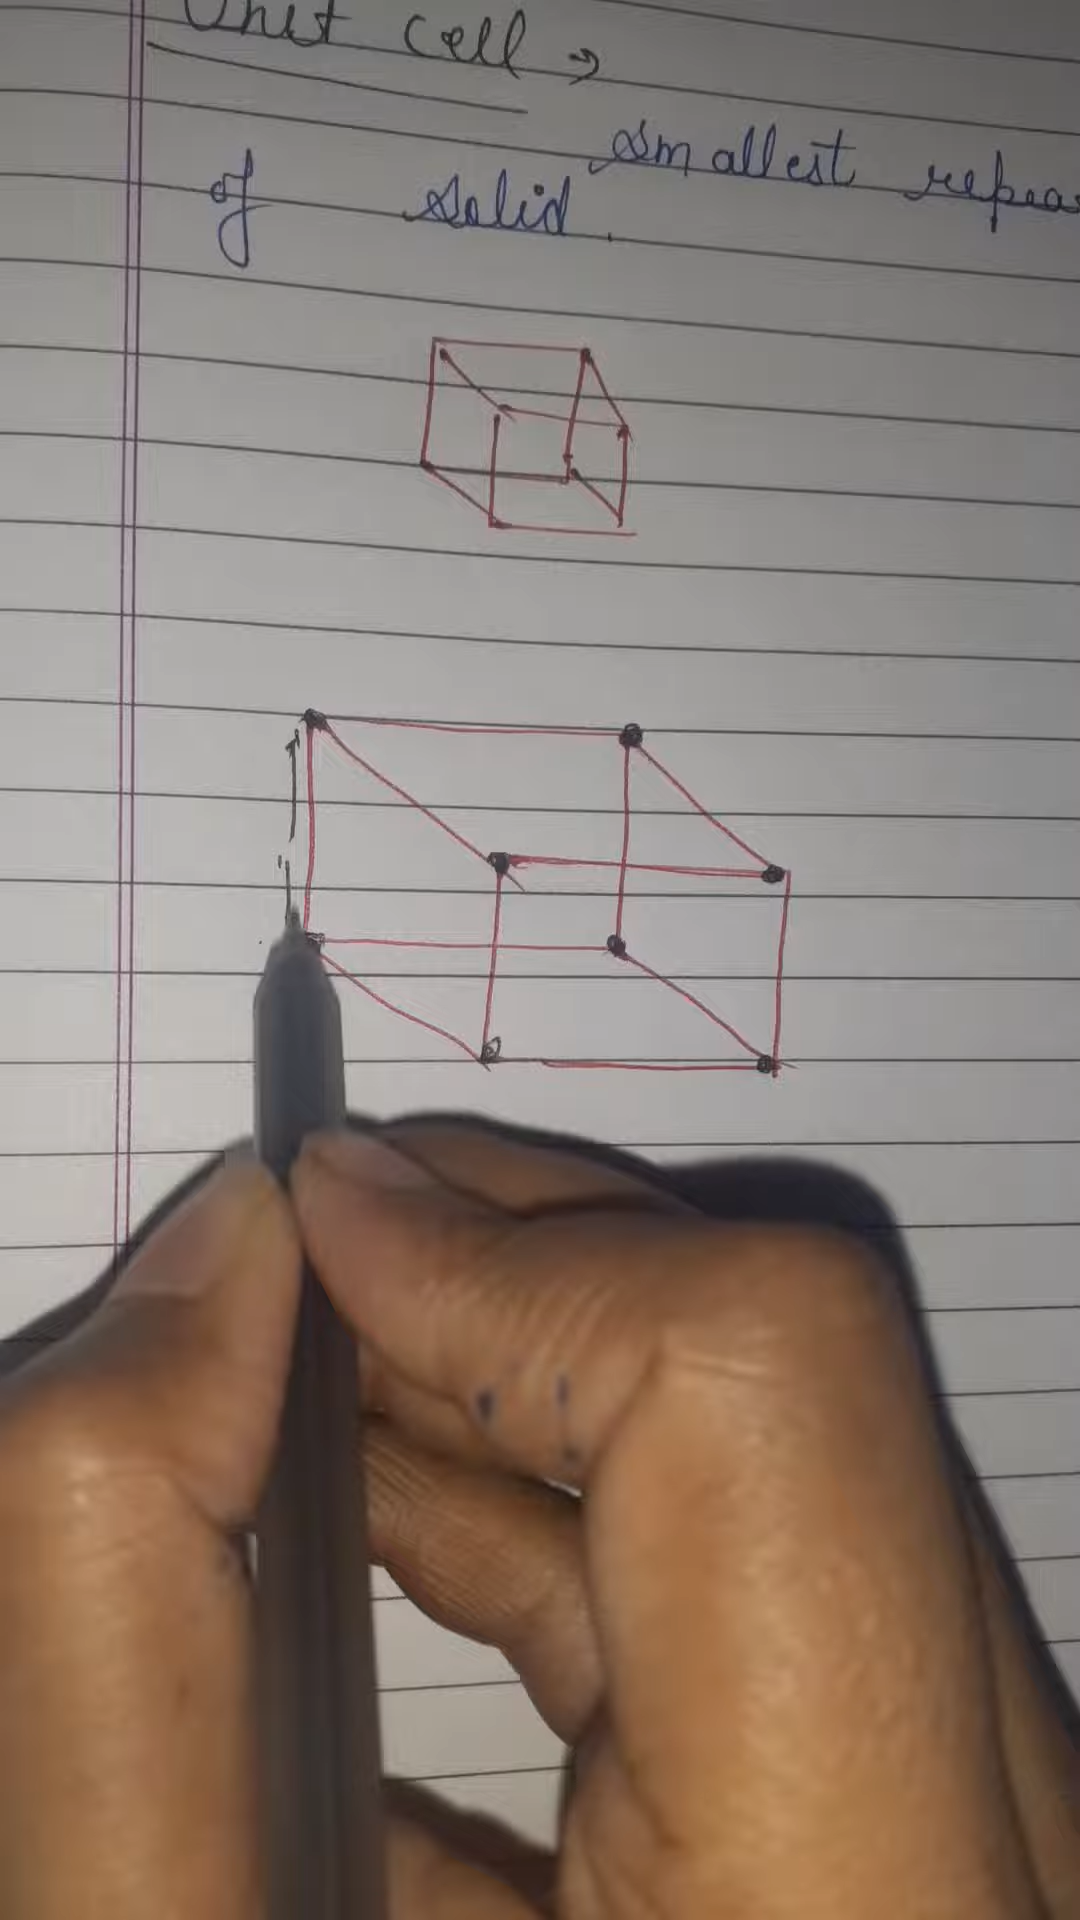 Unit cell →
smallest
of solid.